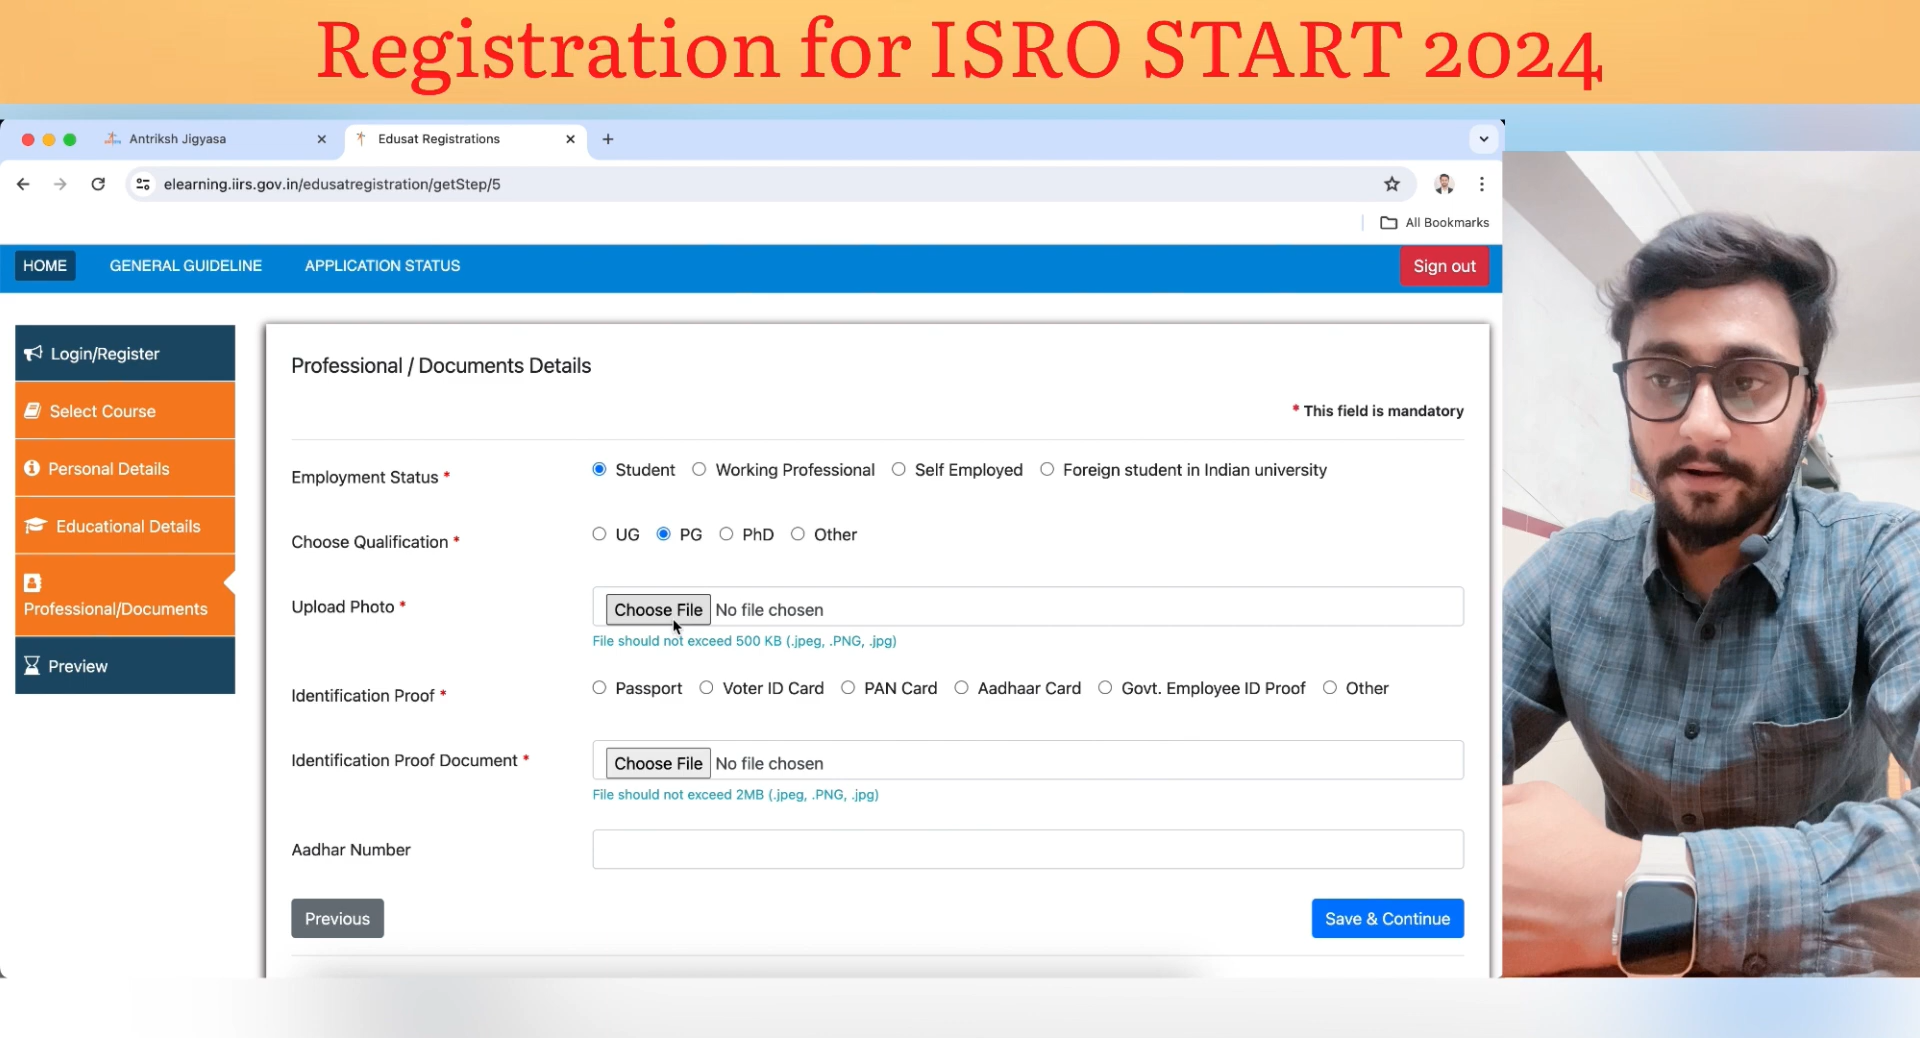 Registration for ISRO START 2024
Antriksh Jigyasa
Edusat Registrations
elearning.iirs.gov.in/edusatregistration/getStep/5
All Bookmarks
HOME GENERAL GUIDELINE APPLICATION STATUS Sign out
Login/Register
Select Course
Personal Details
Educational Details
Professional/Documents
Preview
Professional / Documents Details
* This field is mandatory
Employment Status * Student Working Professional Self Employed Foreign student in Indian university
Choose Qualification * UG PG PhD Other
Upload Photo * Choose File No file chosen
File should not exceed 500 KB (.jpeg, .PNG, .jpg)
Identification Proof * Passport Voter ID Card PAN Card Aadhaar Card Govt. Employee ID Proof Other
Identification Proof Document * Choose File No file chosen
File should not exceed 2MB (.jpeg, .PNG, .jpg)
Aadhar Number
Previous Save & Continue